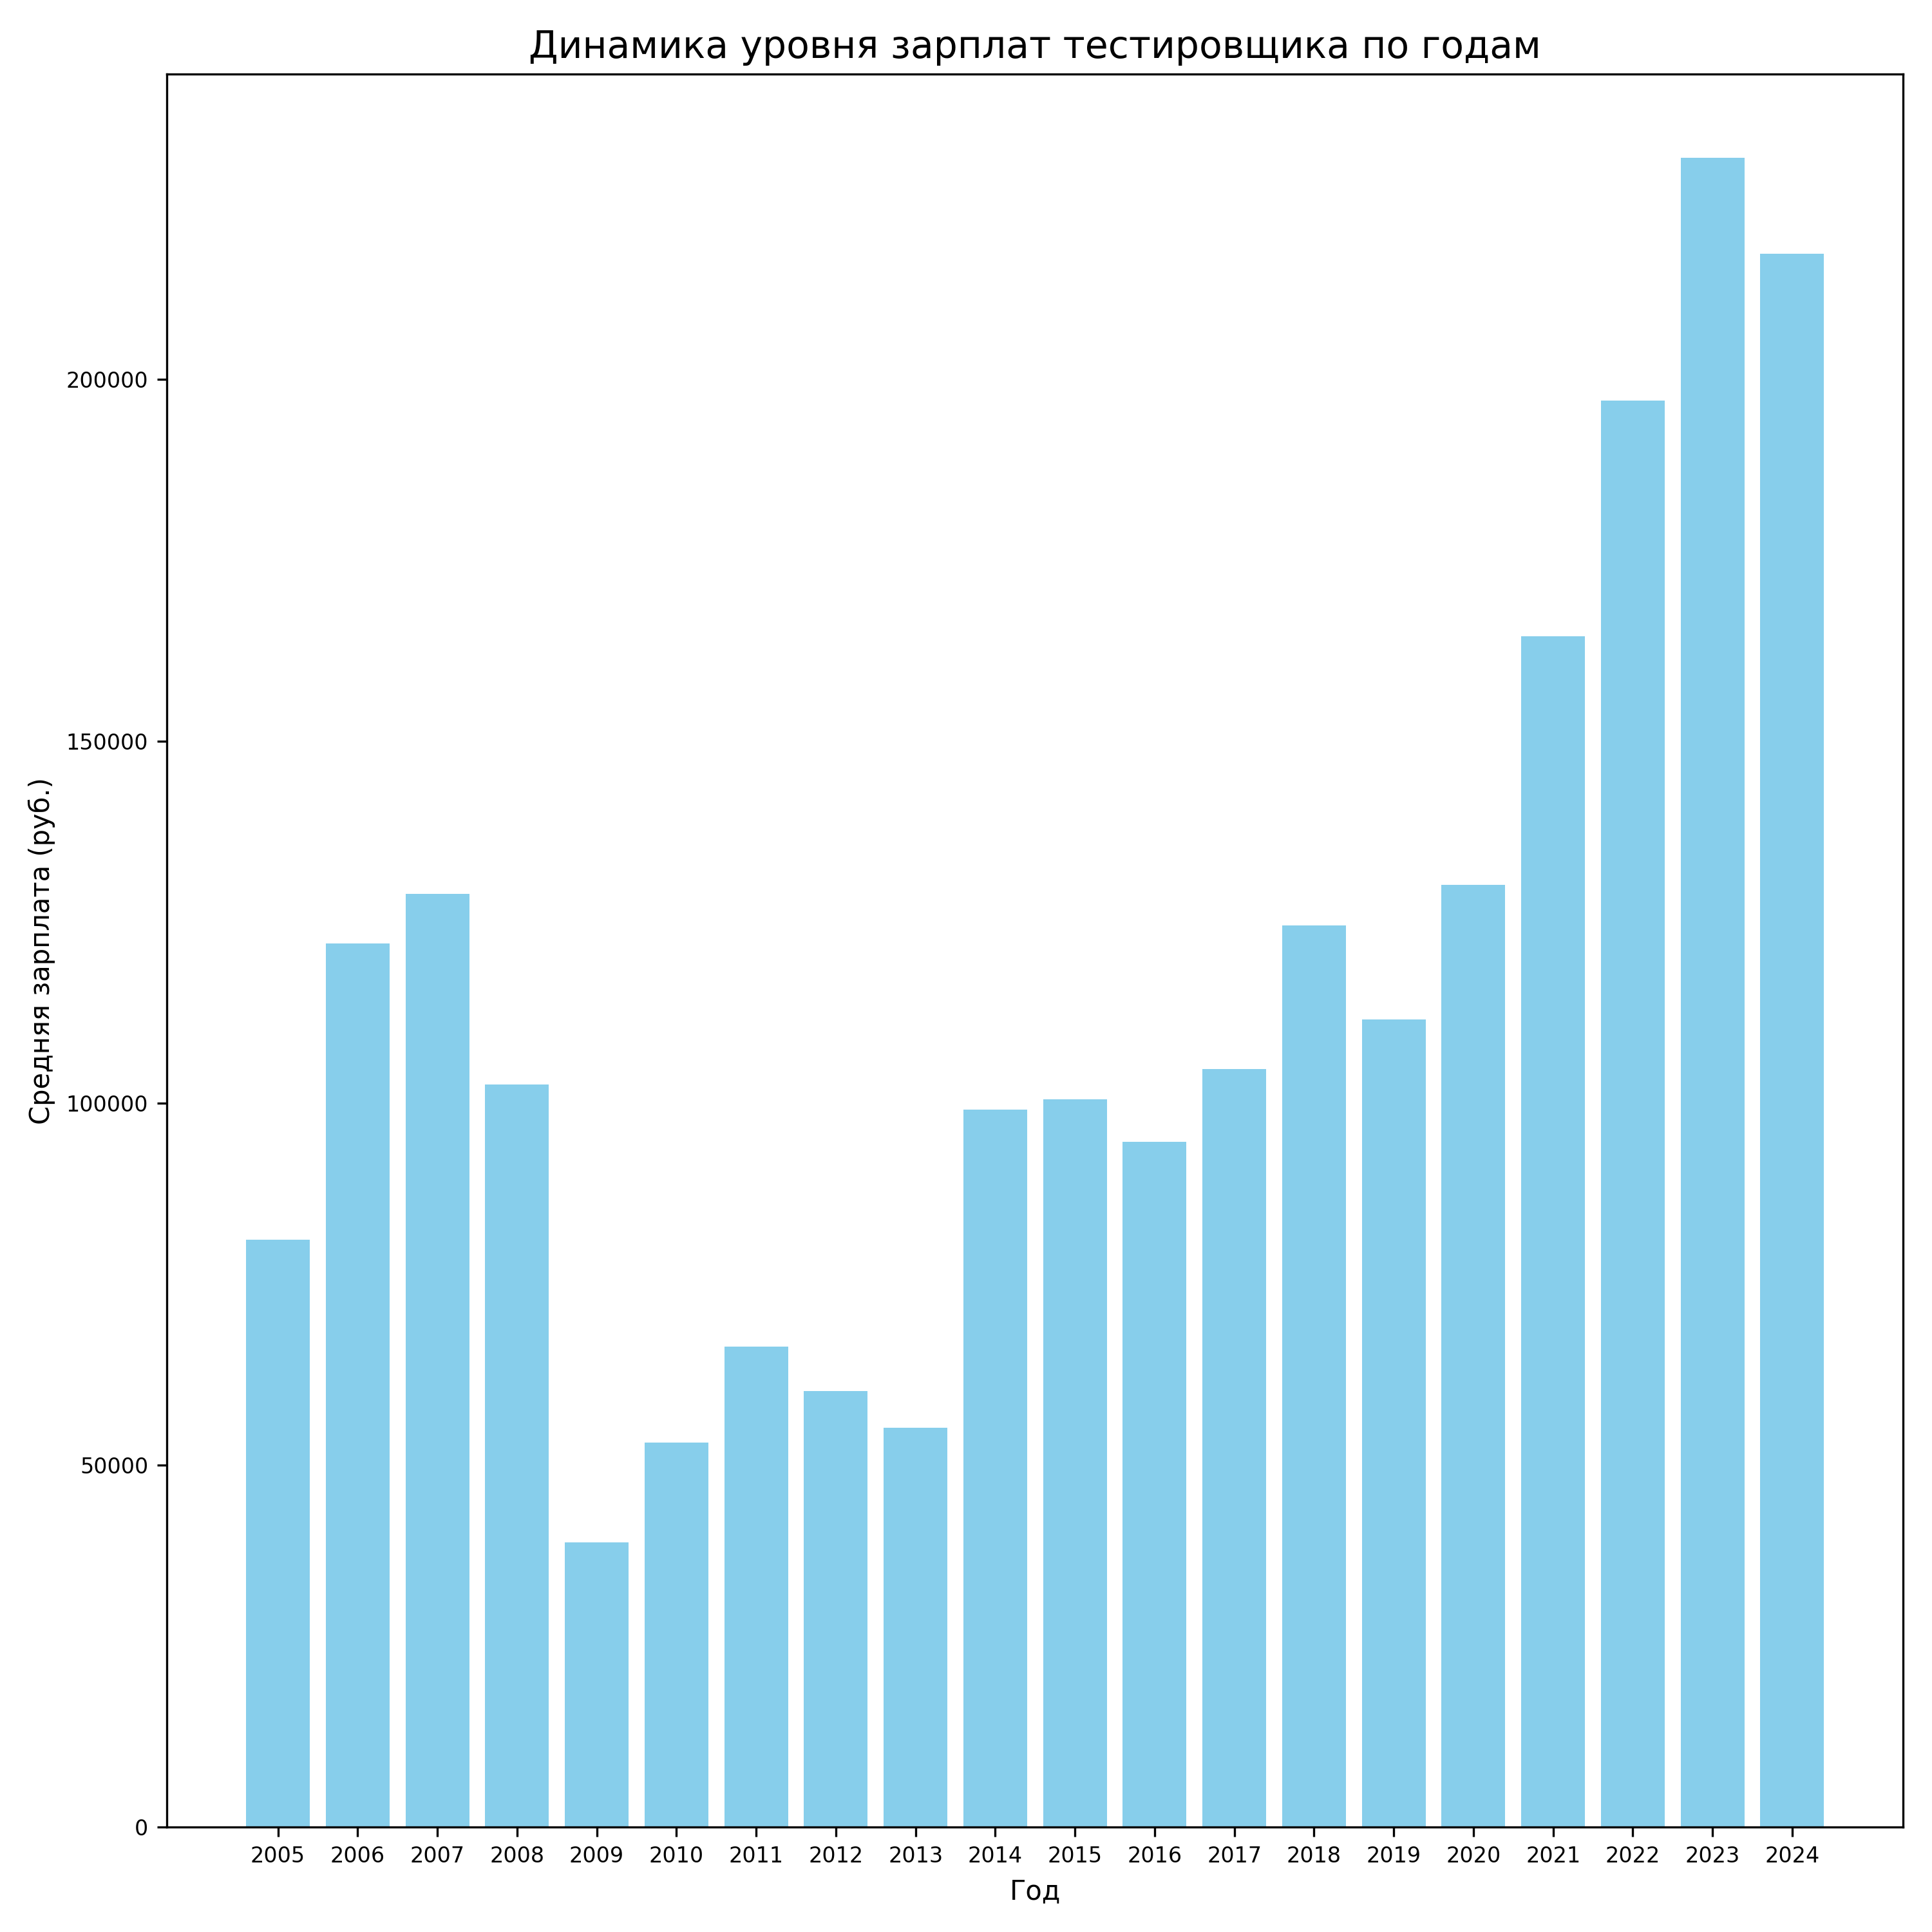 Динамика уровня зарплат тестировщика по годам
Средняя зарплата (руб.)
200000
150000
100000
50000
0
2005 2006 2007 2008 2009 2010 2011 2012 2013 2014 2015 2016 2017 2018 2019 2020 2021 2022 2023 2024
Год